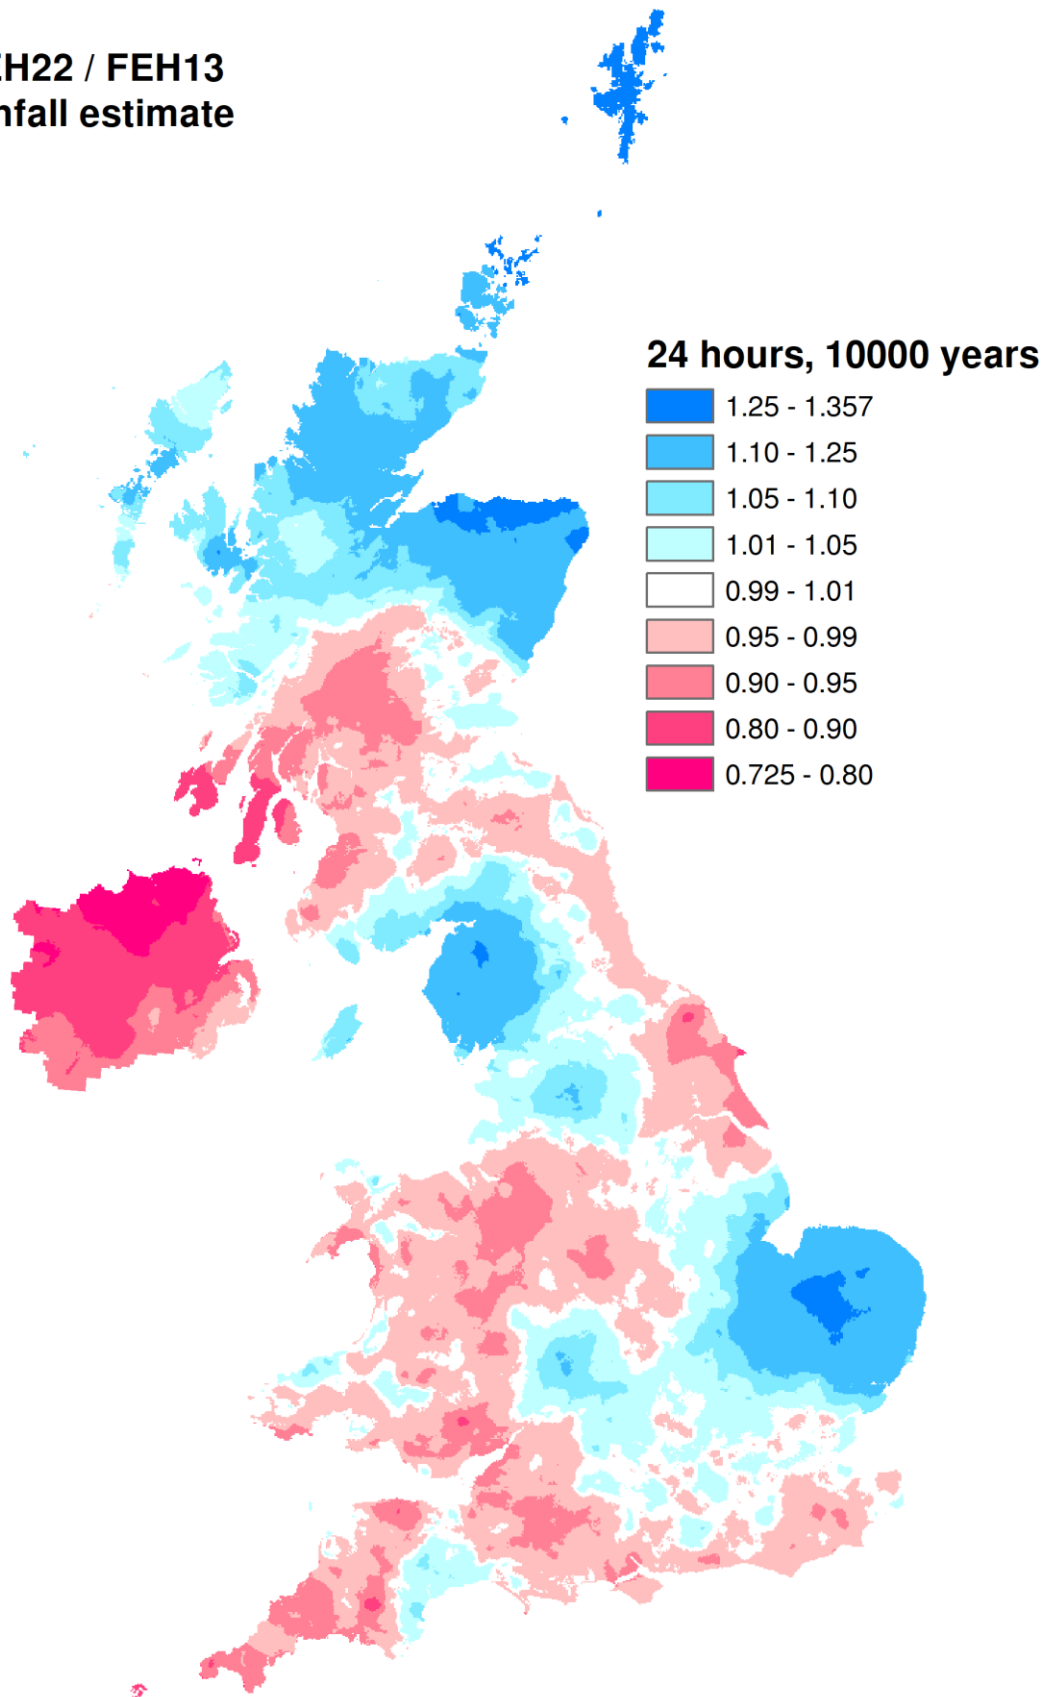 EH22 / FEH13
nfall estimate
24 hours, 10000 years
1.25 - 1.357
1.10 - 1.25
1.05 - 1.10
1.01 - 1.05
0.99 - 1.01
0.95 - 0.99
0.90 - 0.95
0.80 - 0.90
0.725 - 0.80